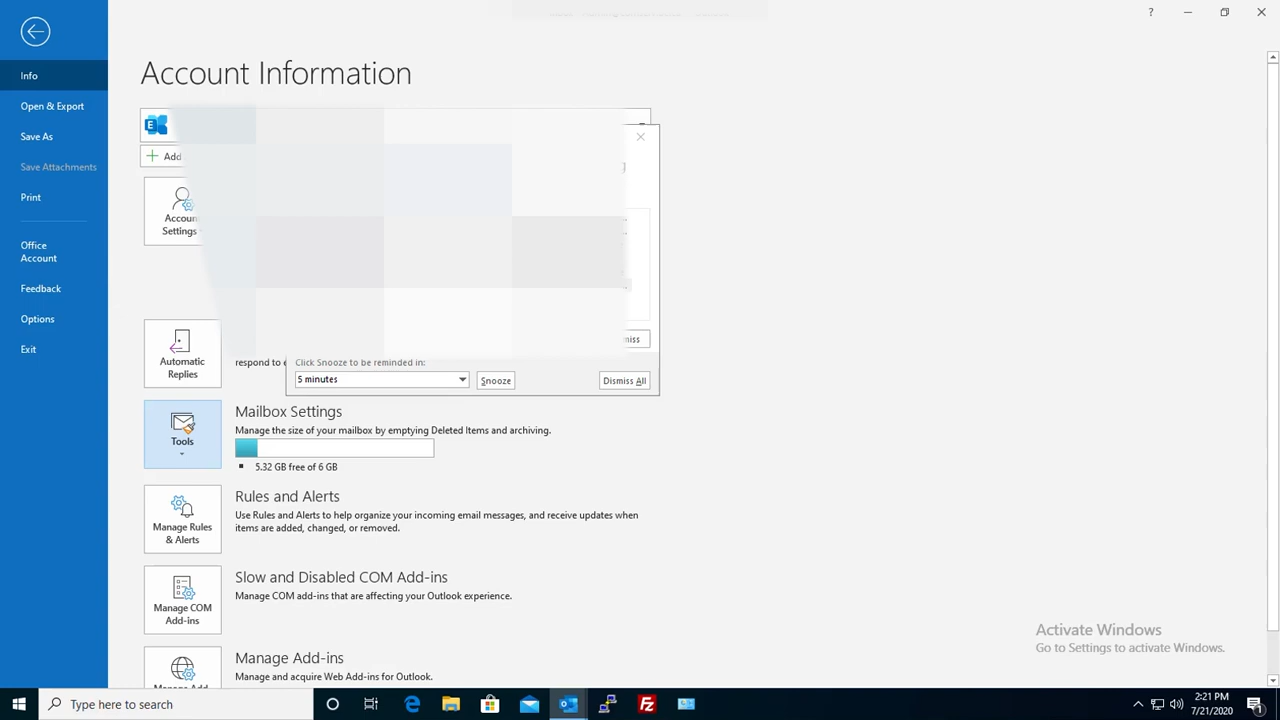 ?
Info
Account Information
Open & Export
E
Save As
Add
Save Attachments
Print
Settings
Office
Account
Feedback
Options
Exit
Automatic
Replies
respond to
Click Snooze to be reminded in:
5 minutes
Snooze
Dismiss All
Tools
Mailbox Settings
Manage the size of your mailbox by emptying Deleted Items and archiving.
5.32 GB free of 6 GB
Manage Rules
& Alerts
Rules and Alerts
Use Rules and Alerts to help organize your incoming email messages, and receive updates when
items are added, changed, or removed.
Manage COM
Add-ins
Slow and Disabled COM Add-ins
Manage COM add-ins that are affecting your Outlook experience.
Manage Add-ins
Manage and acquire Web Add-ins for Outlook.
Activate Windows
Go to Settings to activate Windows.
Type here to search
2:21 PM
7/21/2020
1